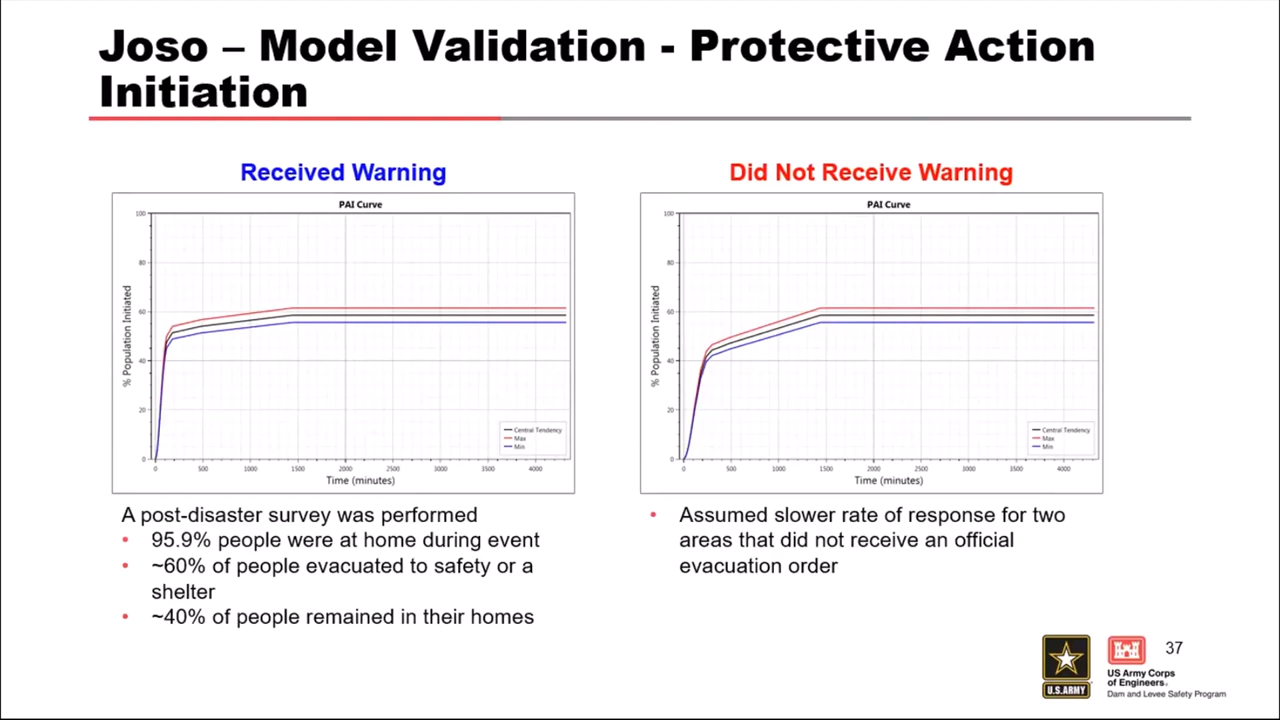 Joso – Model Validation - Protective Action
Initiation
Received Warning
PAI Curve
% Population Initiated
100
80
60
40
20
0
0 500 1000 1500 2000 2500 3000 3500 4000
Time (minutes)
Central Tendency
Max
Min
A post-disaster survey was performed
• 95.9% people were at home during event
• ~60% of people evacuated to safety or a
shelter
• ~40% of people remained in their homes
Did Not Receive Warning
PAI Curve
% Population Initiated
100
80
60
40
20
0
0 500 1000 1500 2000 2500 3000 3500 4000
Time (minutes)
Central Tendency
Max
Min
• Assumed slower rate of response for two
areas that did not receive an official
evacuation order
U.S.ARMY
US Army Corps
of Engineers®
Dam and Levee Safety Program
37